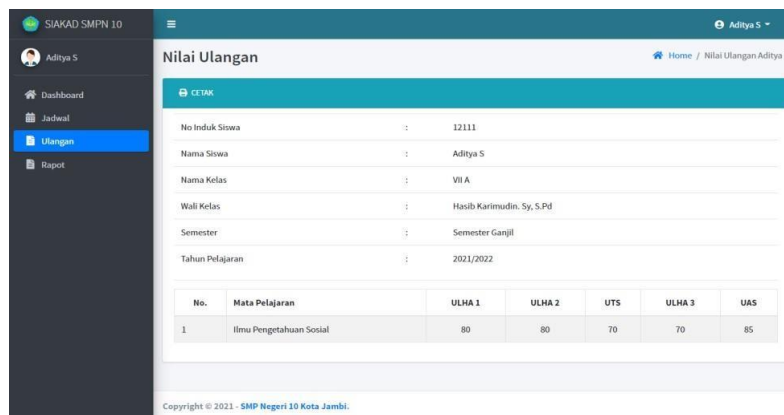 SIAKAD SMPN 10
Aditya S
Aditya S
Dashboard
Jadwal
Ulangan
Rapot
Nilai Ulangan
Home / Nilai Ulangan Aditya
CETAK
No Induk Siswa : 12111
Nama Siswa : Aditya S
Nama Kelas : VII A
Wali Kelas : Hasib Karimudin. Sy, S.Pd
Semester : Semester Ganjil
Tahun Pelajaran : 2021/2022
No. Mata Pelajaran ULHA 1 ULHA 2 UTS ULHA 3 UAS
1 Ilmu Pengetahuan Sosial 80 80 70 70 85
Copyright © 2021 - SMP Negeri 10 Kota Jambi.